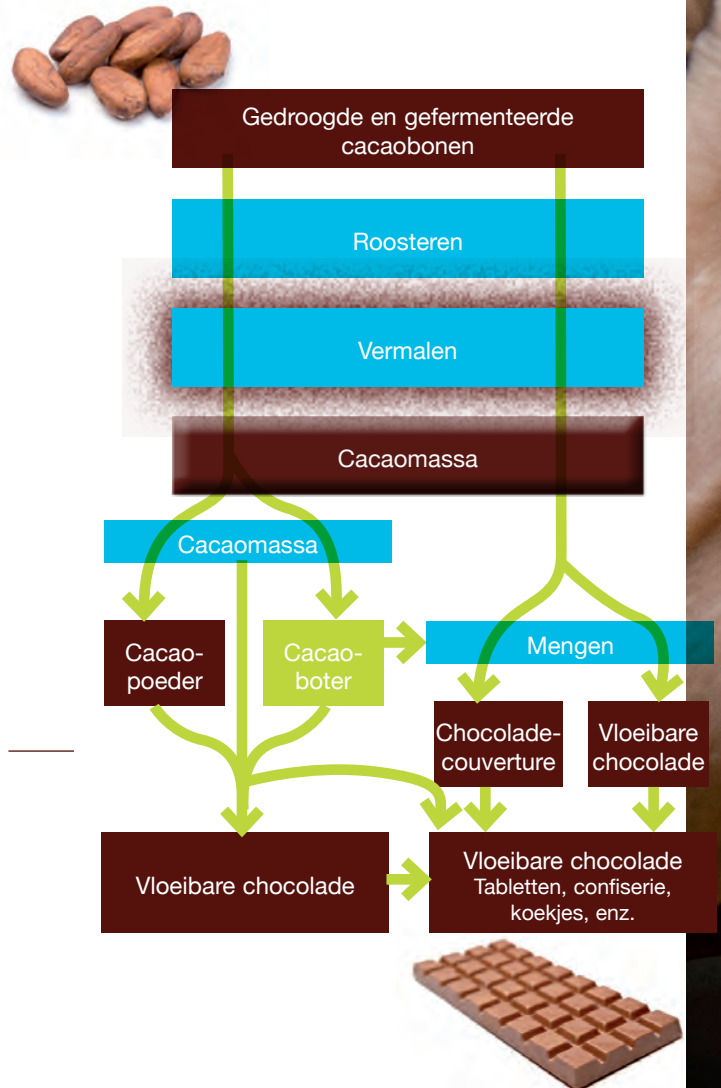 Gedroogde en gefermenteerde
cacaobonen
Roosteren
Vermalen
Cacaomassa
Cacaomassa
Cacao-
poeder
Cacao-
boter
Mengen
Chocolade-
couverture
Vloeibare
chocolade
Vloeibare chocolade
Vloeibare chocolade
Tabletten, confiserie,
koekjes, enz.